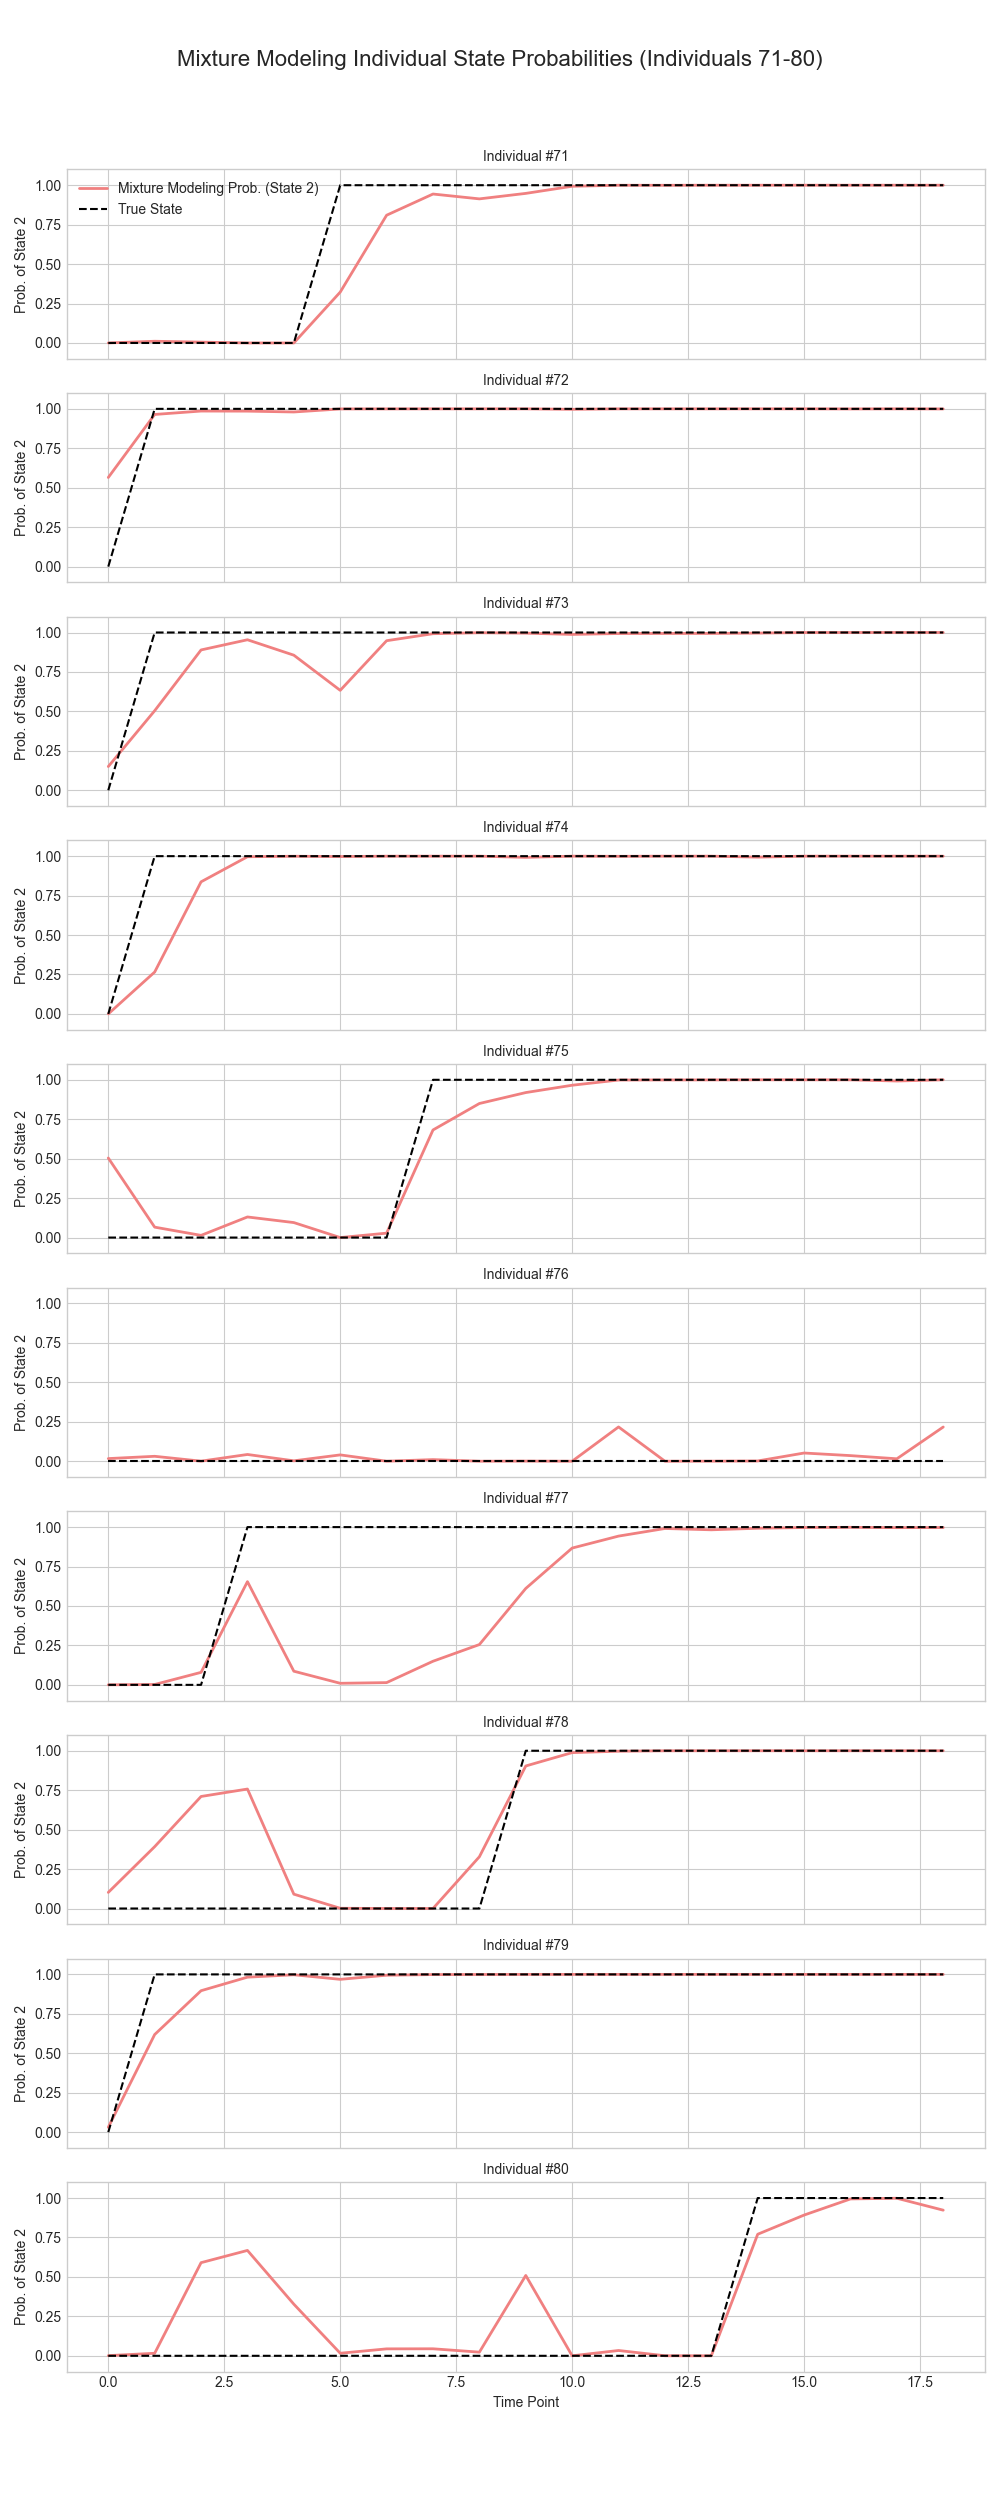 Mixture Modeling Individual State Probabilities (Individuals 71-80)
Individual #71
Mixture Modeling Prob. (State 2)
True State
Prob. of State 2
1.00
0.75
0.50
0.25
0.00
Individual #72
Prob. of State 2
1.00
0.75
0.50
0.25
0.00
Individual #73
Prob. of State 2
1.00
0.75
0.50
0.25
0.00
Individual #74
Prob. of State 2
1.00
0.75
0.50
0.25
0.00
Individual #75
Prob. of State 2
1.00
0.75
0.50
0.25
0.00
Individual #76
Prob. of State 2
1.00
0.75
0.50
0.25
0.00
Individual #77
Prob. of State 2
1.00
0.75
0.50
0.25
0.00
Individual #78
Prob. of State 2
1.00
0.75
0.50
0.25
0.00
Individual #79
Prob. of State 2
1.00
0.75
0.50
0.25
0.00
Individual #80
Prob. of State 2
1.00
0.75
0.50
0.25
0.00
0.0 2.5 5.0 7.5 10.0 12.5 15.0 17.5
Time Point